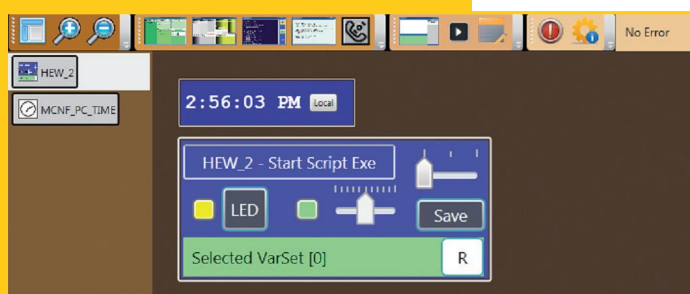 No Error
HEW_2
MCNF_PC_TIME
2:56:03 PM Local
HEW_2 - Start Script Exe
LED
Save
Selected VarSet [0]
R